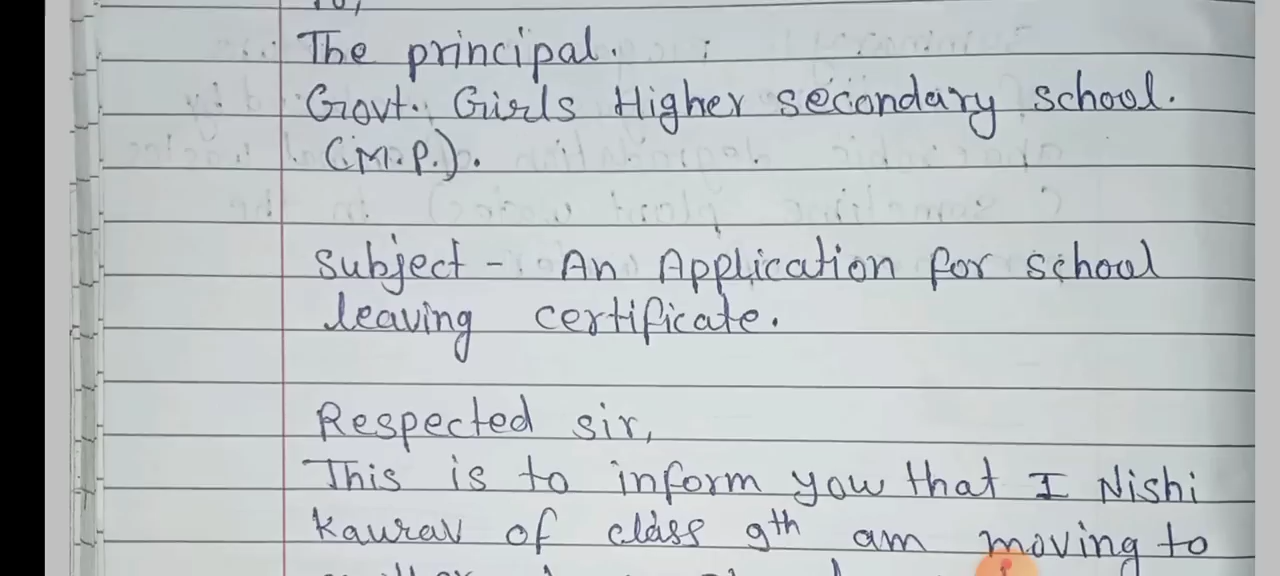 To,
The principal.
Govt. Girls Higher secondary school.
(M.P.).
subject - An Application for school
leaving certificate.
Respected sir,
This is to inform you that I Nishi
kaurav of class 9th am moving to